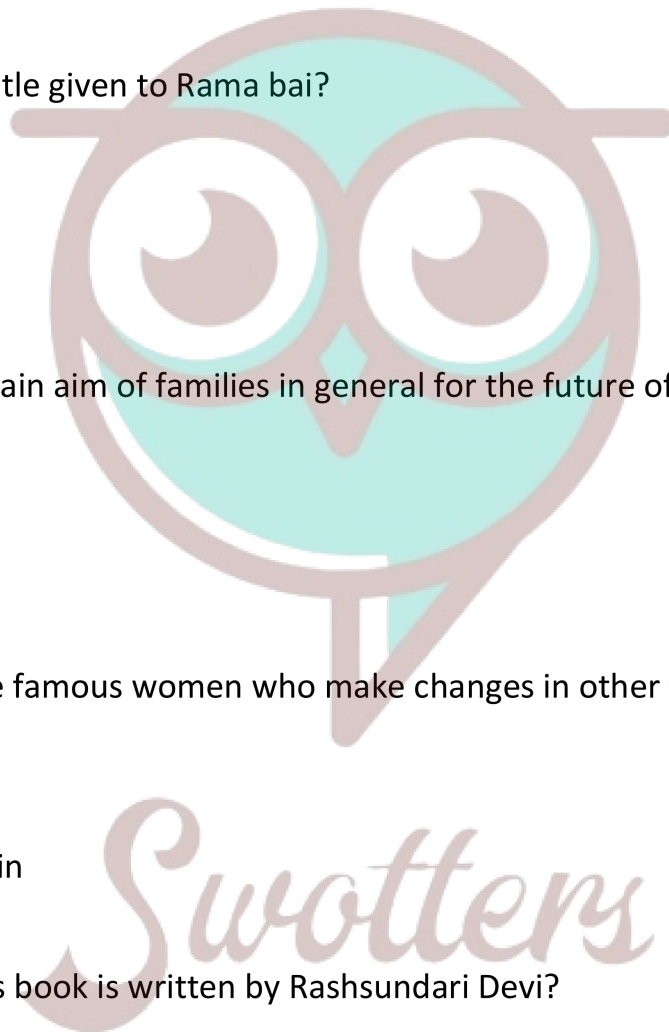 tle given to Rama bai?
ain aim of families in general for the future of
e famous women who make changes in other
in
Swotters
s book is written by Rashsundari Devi?